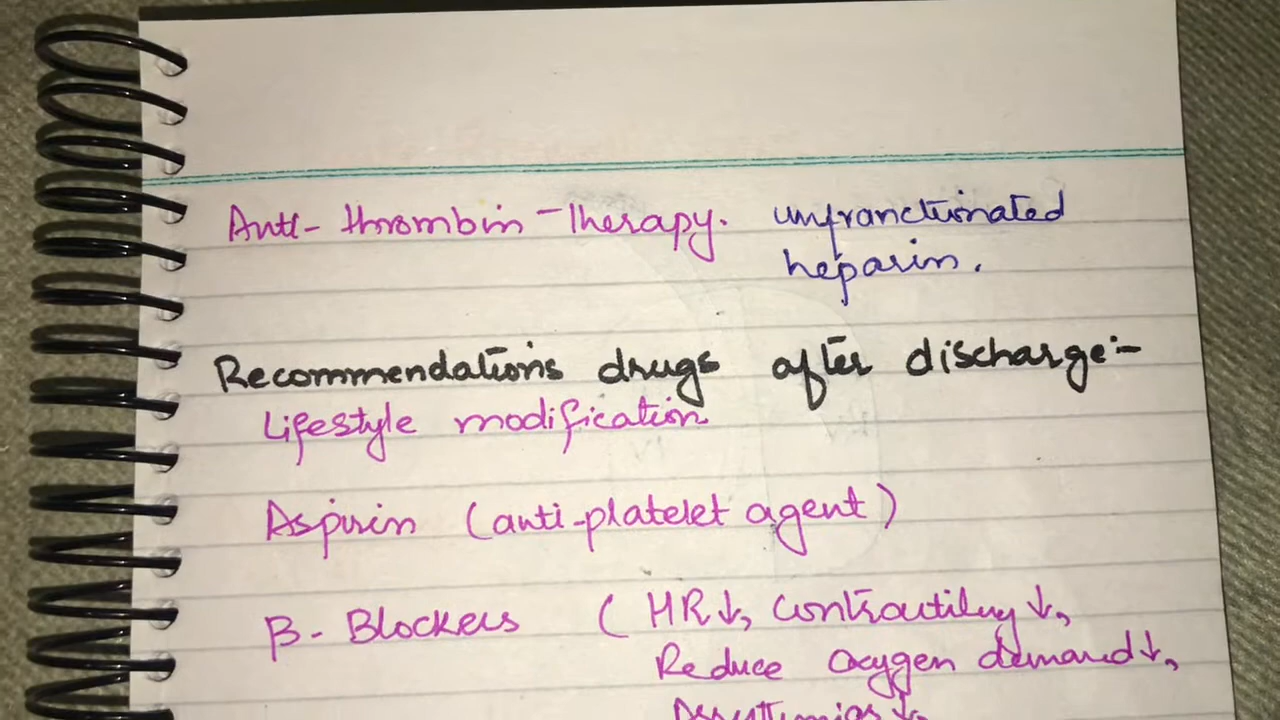 Anti- thrombin - Therapy. unfranctionated
heparin.
Recommendations drugs after discharge:-
Lifestyle modification
Aspirin (anti-platelet agent)
β- Blockers ( HR↓, Contractility ↓,
Reduce oxygen demand↓,